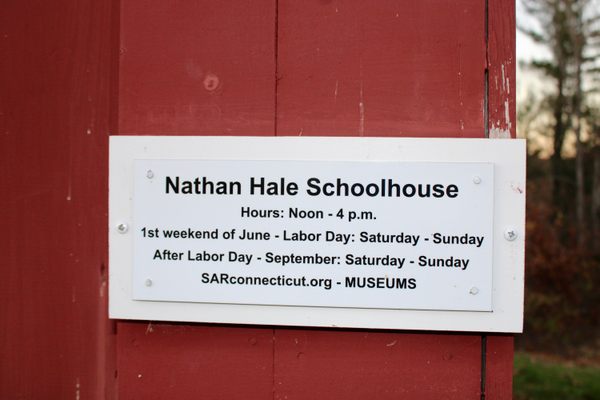 Nathan Hale Schoolhouse
Hours: Noon - 4 p.m.
1st weekend of June - Labor Day: Saturday - Sunday
After Labor Day - September: Saturday - Sunday
SARconnecticut.org - MUSEUMS